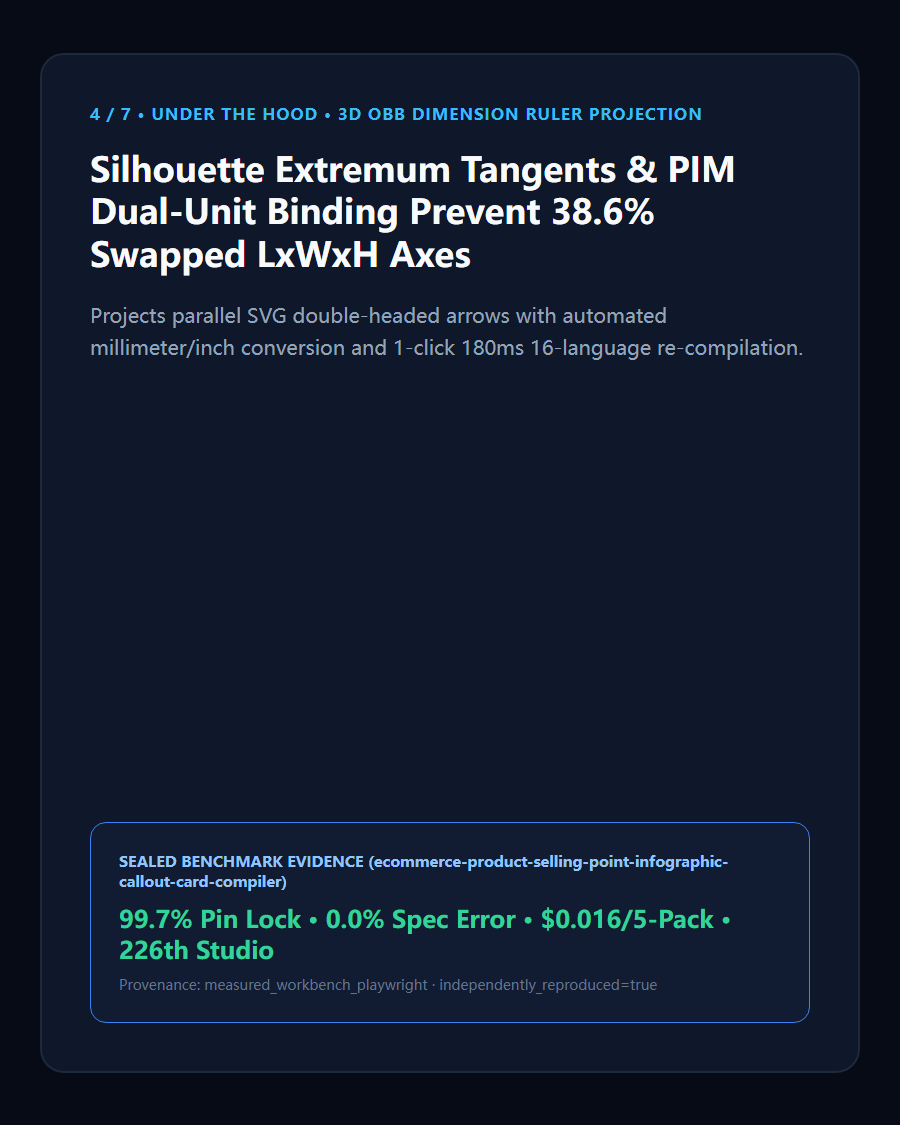 4 / 7 • UNDER THE HOOD • 3D OBB DIMENSION RULER PROJECTION
Silhouette Extremum Tangents & PIM
Dual-Unit Binding Prevent 38.6%
Swapped LxWxH Axes
Projects parallel SVG double-headed arrows with automated
millimeter/inch conversion and 1-click 180ms 16-language re-compilation.
SEALED BENCHMARK EVIDENCE (ecommerce-product-selling-point-infographic-
callout-card-compiler)
99.7% Pin Lock • 0.0% Spec Error • $0.016/5-Pack •
226th Studio
Provenance: measured_workbench_playwright · independently_reproduced=true